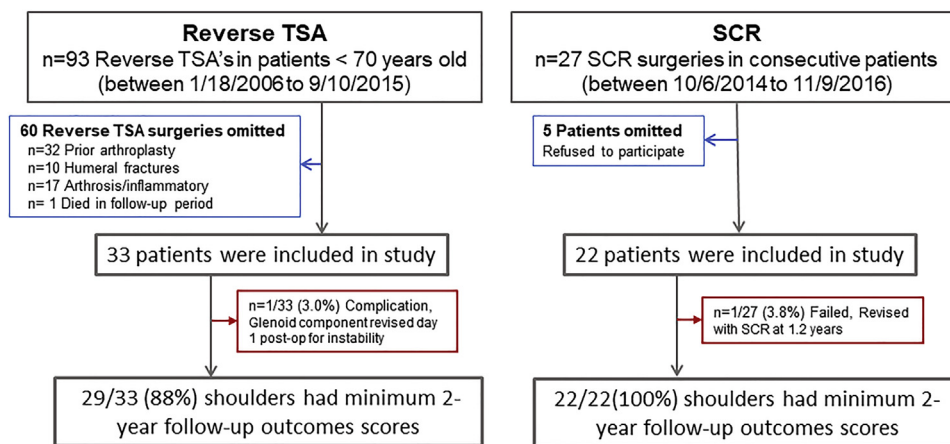 Reverse TSA
n=93 Reverse TSA's in patients < 70 years old
(between 1/18/2006 to 9/10/2015)
60 Reverse TSA surgeries omitted
n=32 Prior arthroplasty
n=10 Humeral fractures
n=17 Arthrosis/inflammatory
n= 1 Died in follow-up period
33 patients were included in study
n=1/33 (3.0%) Complication,
Glenoid component revised day
1 post-op for instability
29/33 (88%) shoulders had minimum 2-
year follow-up outcomes scores
SCR
n=27 SCR surgeries in consecutive patients
(between 10/6/2014 to 11/9/2016)
5 Patients omitted
Refused to participate
22 patients were included in study
n=1/27 (3.8%) Failed, Revised
with SCR at 1.2 years
22/22(100%) shoulders had minimum 2-
year follow-up outcomes scores